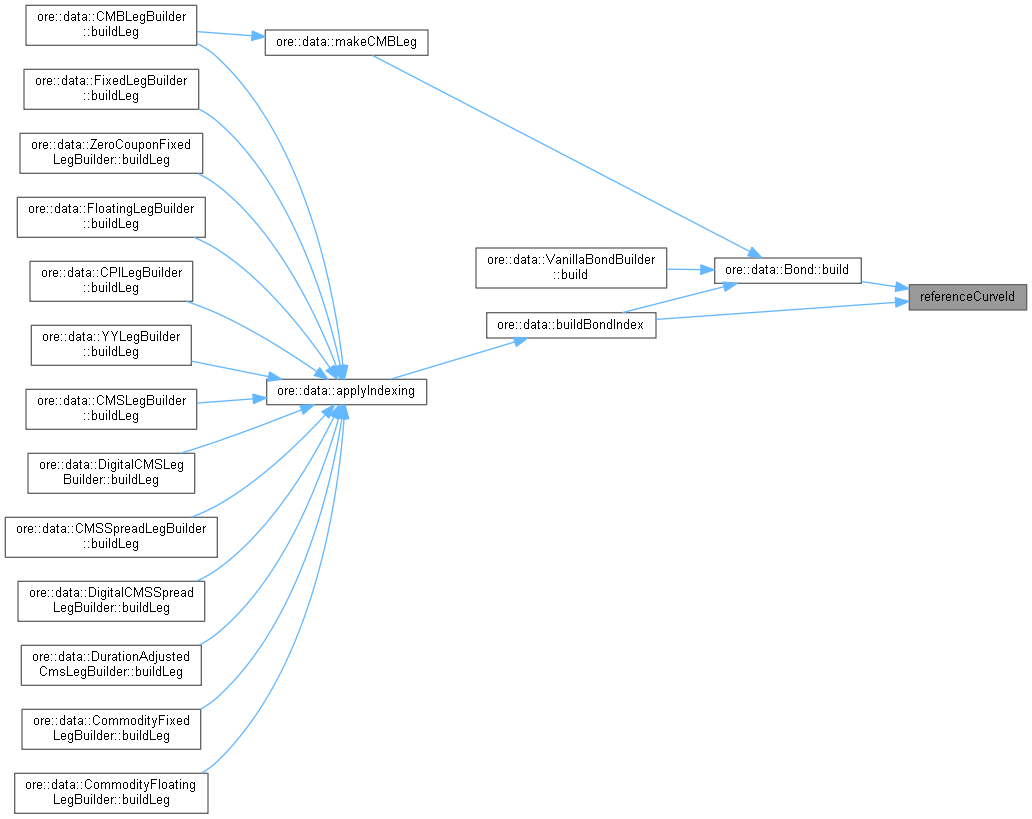 ore::data::CMBLegBuilder
::buildLeg
ore::data::makeCMBLeg
ore::data::FixedLegBuilder
::buildLeg
ore::data::ZeroCouponFixed
LegBuilder::buildLeg
ore::data::FloatingLegBuilder
::buildLeg
ore::data::VanillaBondBuilder
::build
ore::data::Bond::build
ore::data::CPILegBuilder
::buildLeg
referenceCurveId
ore::data::buildBondIndex
ore::data::YYLegBuilder
::buildLeg
ore::data::applyIndexing
ore::data::CMSLegBuilder
::buildLeg
ore::data::DigitalCMSLeg
Builder::buildLeg
ore::data::CMSSpreadLegBuilder
::buildLeg
ore::data::DigitalCMSSpread
LegBuilder::buildLeg
ore::data::DurationAdjusted
CmsLegBuilder::buildLeg
ore::data::CommodityFixed
LegBuilder::buildLeg
ore::data::CommodityFloating
LegBuilder::buildLeg